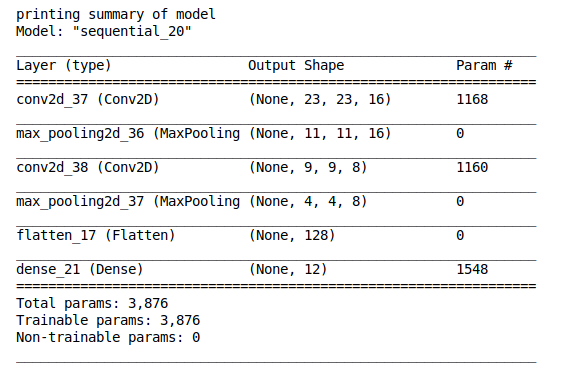 printing summary of model
Model: "sequential_20"
Layer (type) Output Shape Param #
conv2d_37 (Conv2D) (None, 23, 23, 16) 1168
max_pooling2d_36 (MaxPooling (None, 11, 11, 16) 0
conv2d_38 (Conv2D) (None, 9, 9, 8) 1160
max_pooling2d_37 (MaxPooling (None, 4, 4, 8) 0
flatten_17 (Flatten) (None, 128) 0
dense_21 (Dense) (None, 12) 1548
Total params: 3,876
Trainable params: 3,876
Non-trainable params: 0